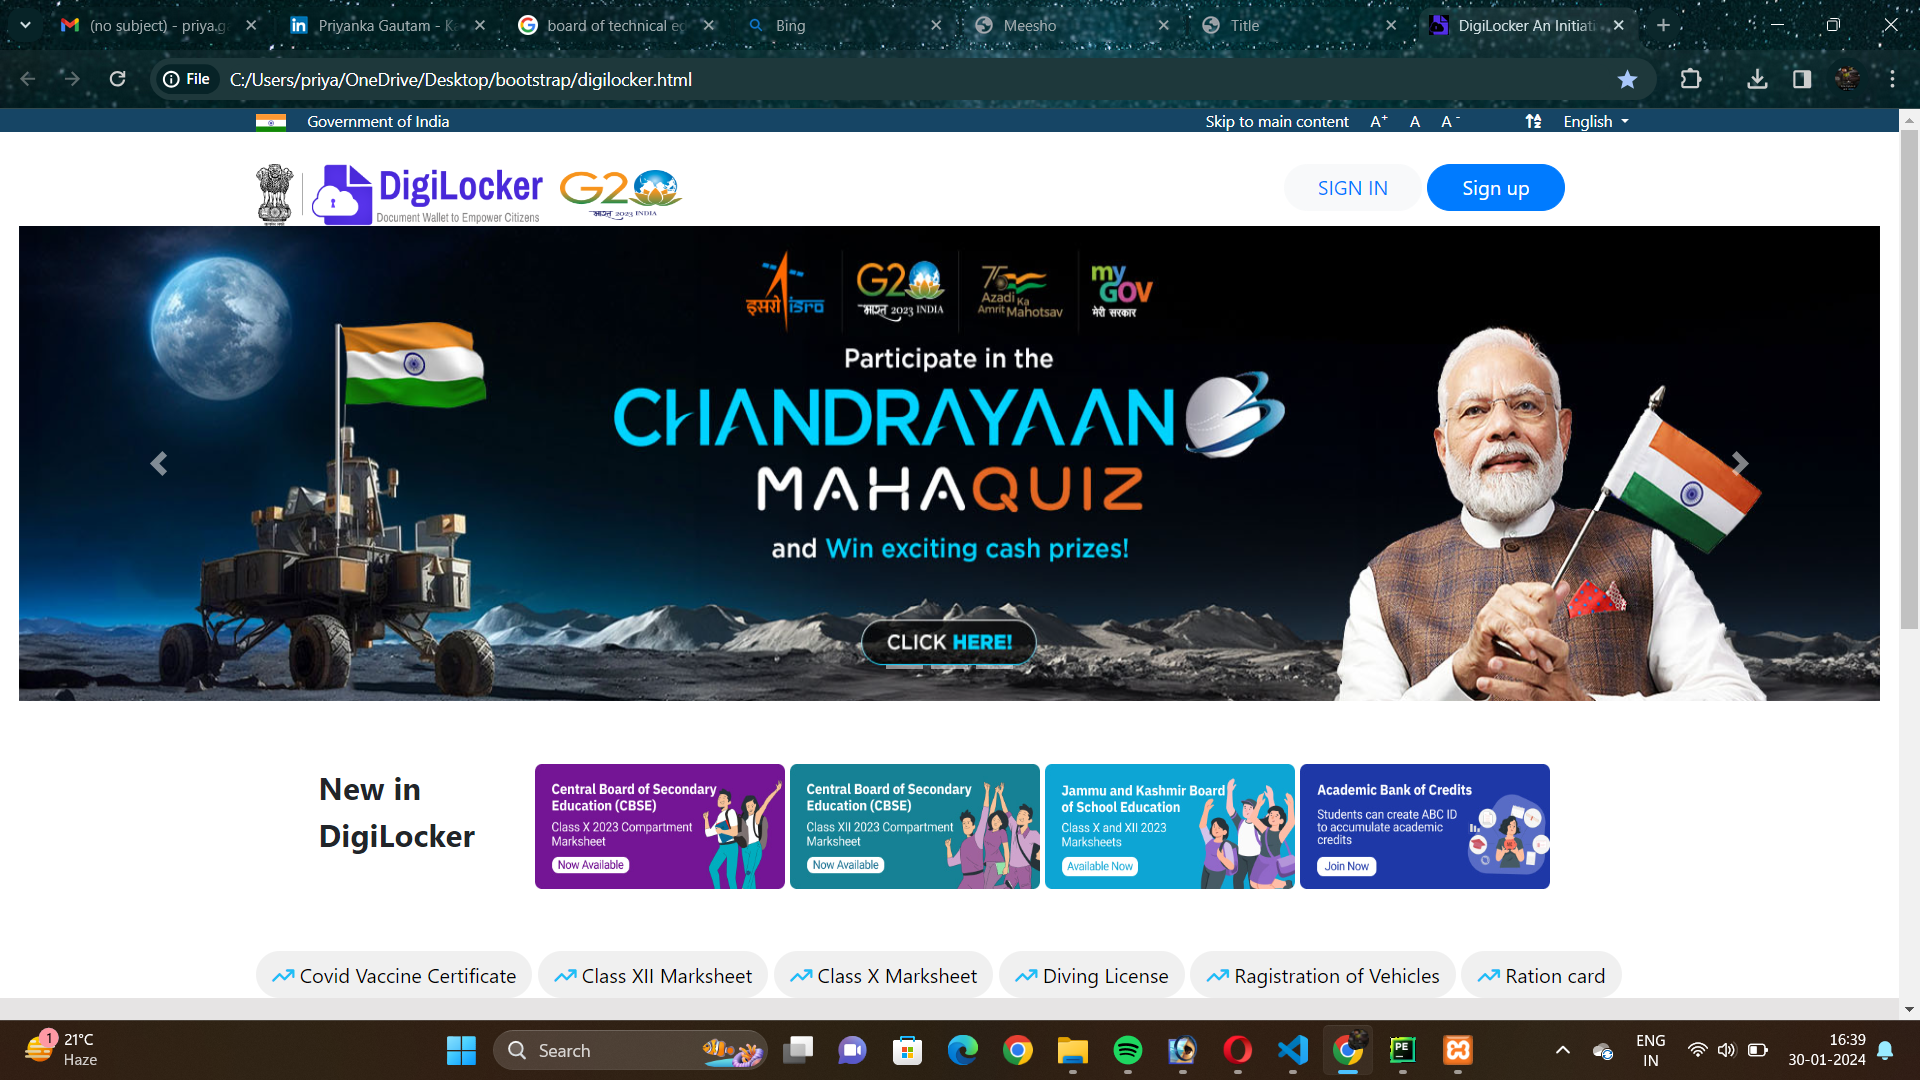 (no subject) - priya.g
Priyanka Gautam - K
board of technical e
Bing
Meesho
Title
DigiLocker An Initiati
File
C:/Users/priya/OneDrive/Desktop/bootstrap/digilocker.html
Government of India
Skip to main content
A+
A
A -
English
DigiLocker
Document Wallet to Empower Citizens
G20
भारत 2023 INDIA
SIGN IN
Sign up
इसरो isro
G20
भारत 2023 INDIA
75
Azadi Ka
Amrit Mahotsav
my
GOV
मेरी सरकार
Participate in the
CHANDRAYAAN 3
MAHAQUIZ
and Win exciting cash prizes!
CLICK HERE!
New in
DigiLocker
Central Board of Secondary
Education (CBSE)
Class X 2023 Compartment
Marksheet
Now Available
Central Board of Secondary
Education (CBSE)
Class XII 2023 Compartment
Marksheet
Now Available
Jammu and Kashmir Board
of School Education
Class X and XII 2023
Marksheets
Available Now
Academic Bank of Credits
Students can create ABC ID
to accumulate academic
credits
Join Now
Covid Vaccine Certificate
Class XII Marksheet
Class X Marksheet
Diving License
Ragistration of Vehicles
Ration card
1
21°C
Haze
Search
PE
ENG
IN
16:39
30-01-2024